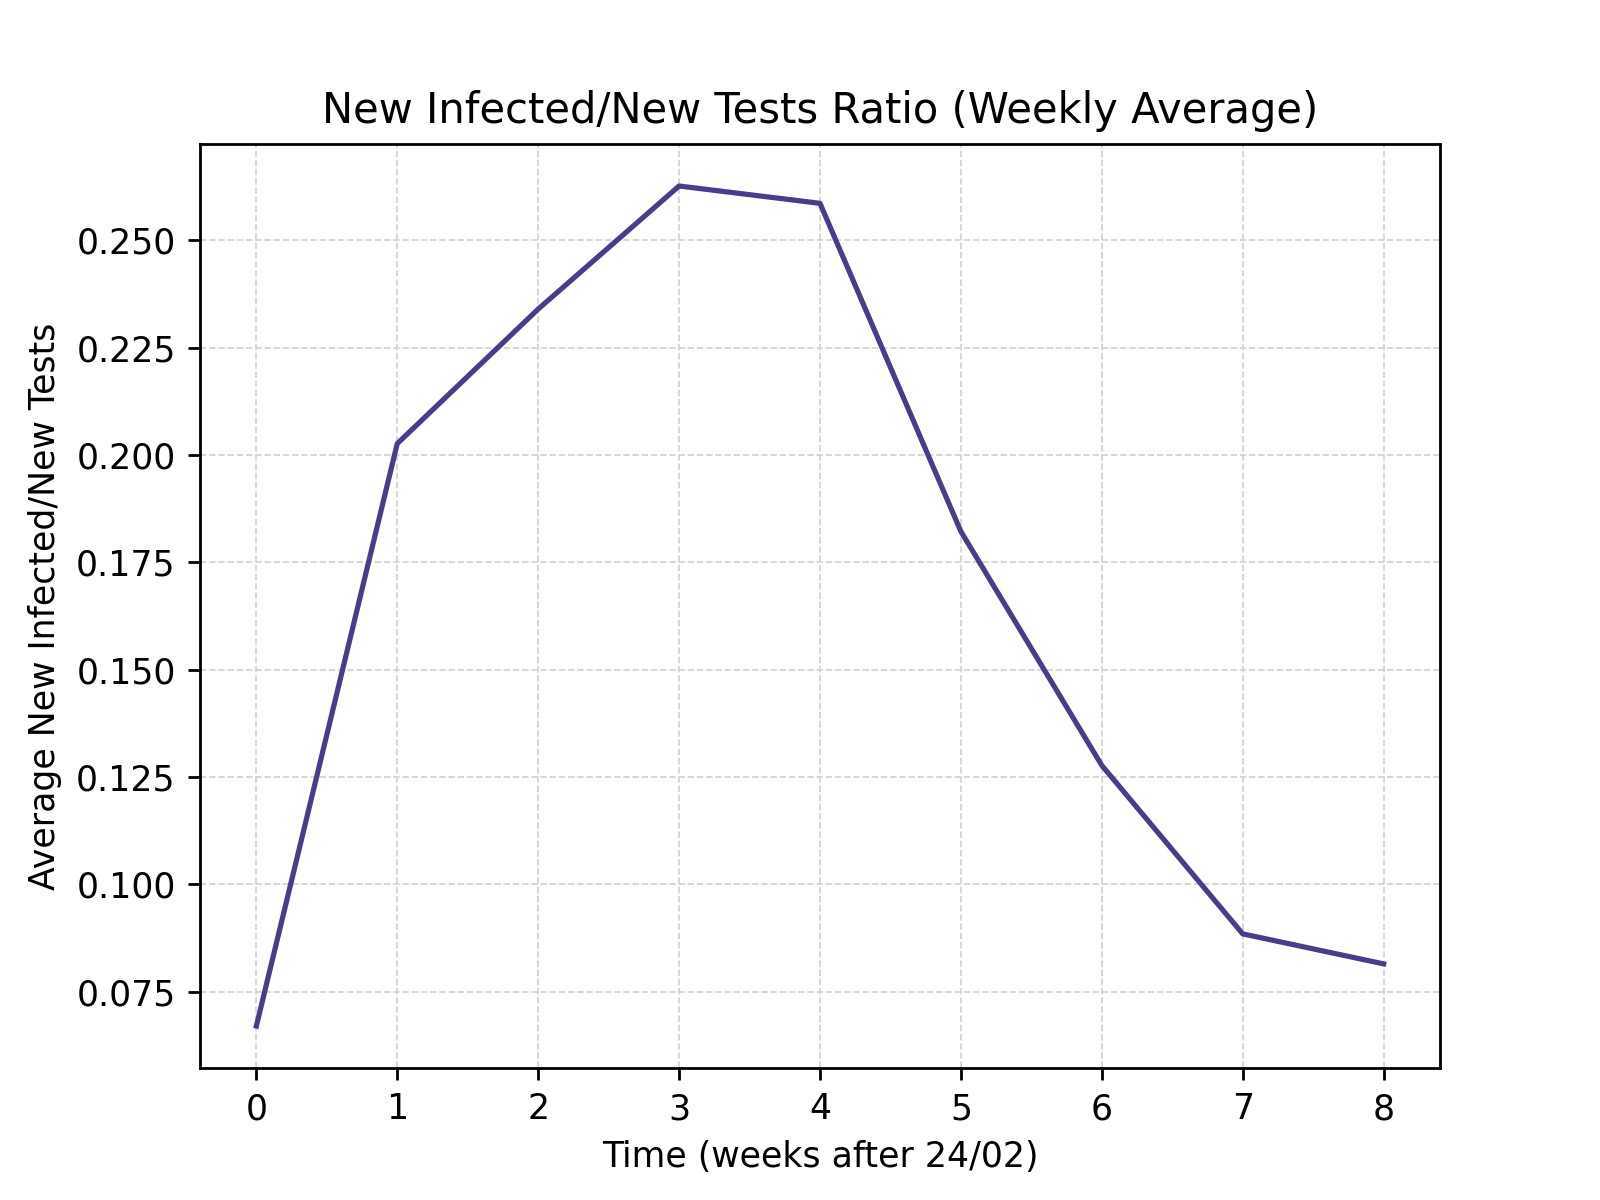 New Infected/New Tests Ratio (Weekly Average)
Average New Infected/New Tests
0.250
0.225
0.200
0.175
0.150
0.125
0.100
0.075
0 1 2 3 4 5 6 7 8
Time (weeks after 24/02)